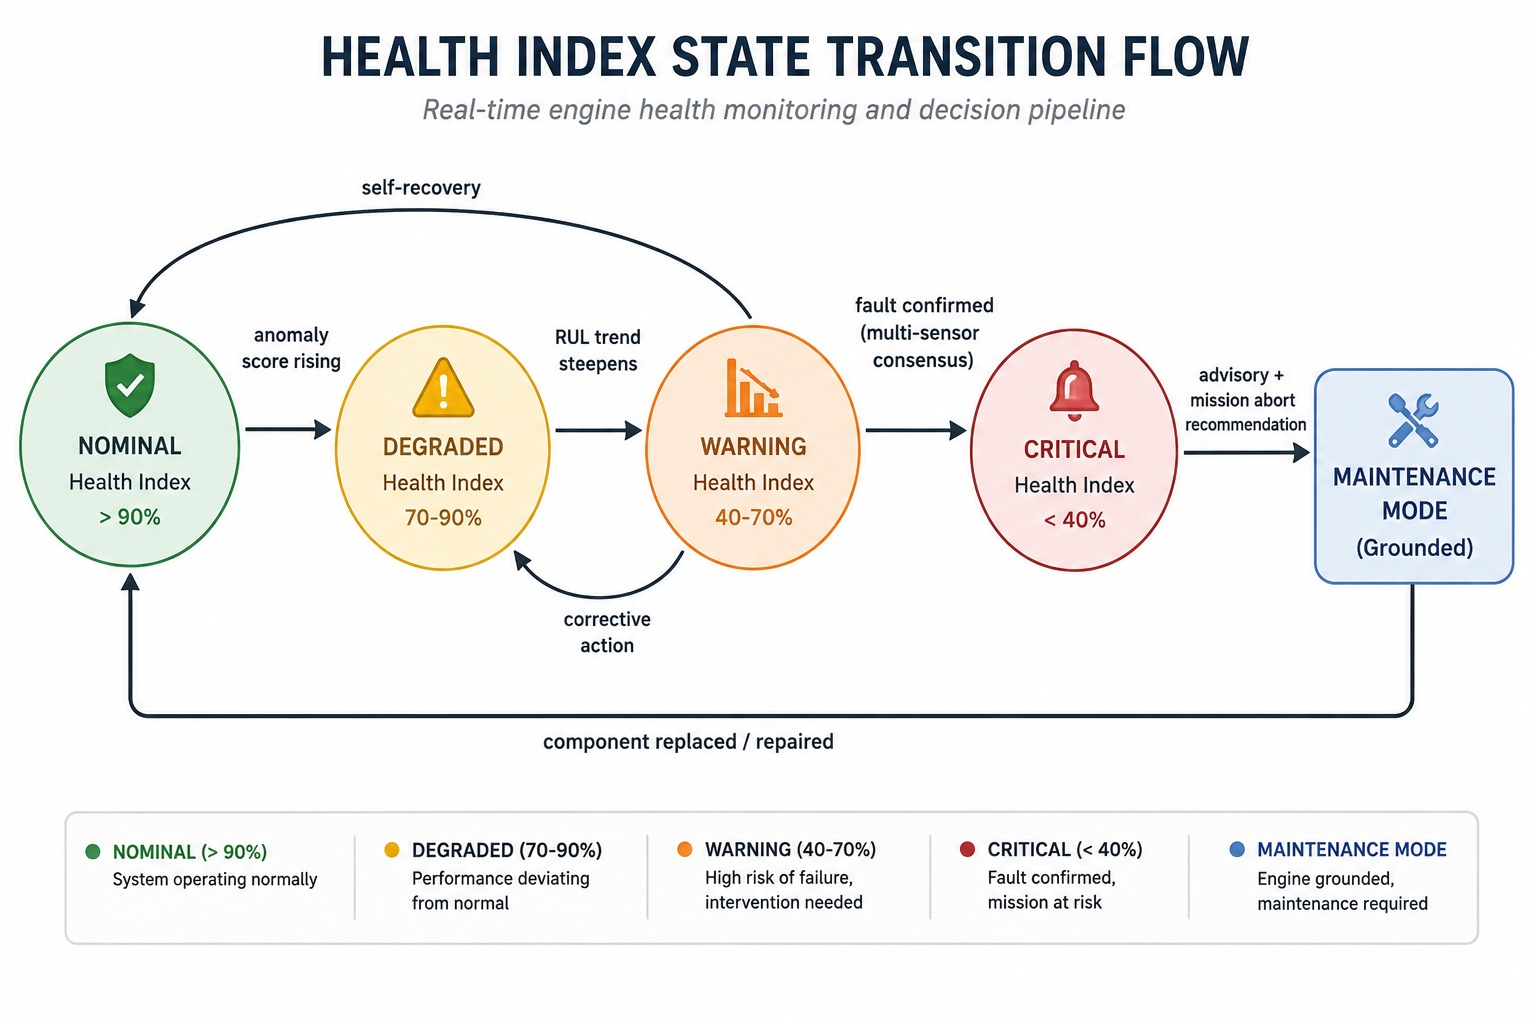 HEALTH INDEX STATE TRANSITION FLOW
Real-time engine health monitoring and decision pipeline
self-recovery
anomaly
score rising
RUL trend
steepens
fault confirmed
(multi-sensor
consensus)
advisory +
mission abort
recommendation
NOMINAL
Health Index
> 90%
DEGRADED
Health Index
70-90%
WARNING
Health Index
40-70%
CRITICAL
Health Index
< 40%
MAINTENANCE
MODE
(Grounded)
corrective
action
component replaced / repaired
NOMINAL (> 90%)
System operating normally
DEGRADED (70-90%)
Performance deviating
from normal
WARNING (40-70%)
High risk of failure,
intervention needed
CRITICAL (< 40%)
Fault confirmed,
mission at risk
MAINTENANCE MODE
Engine grounded,
maintenance required